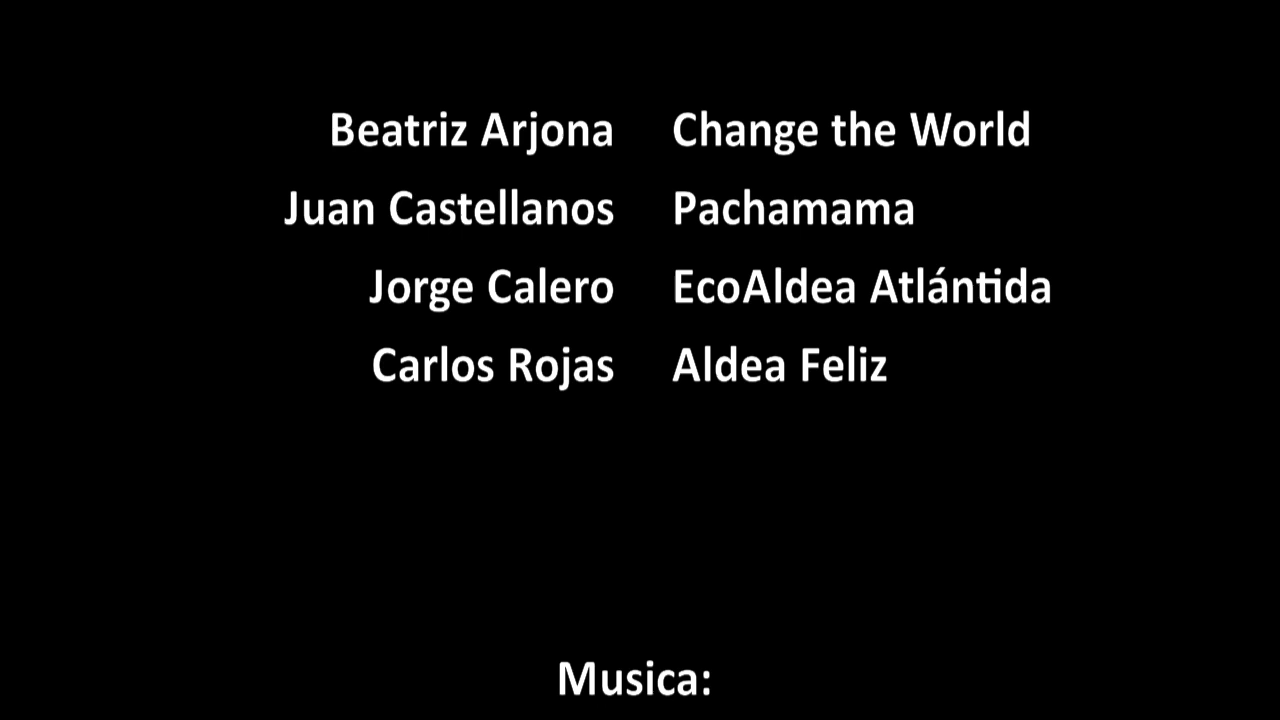 Beatriz Arjona Change the World
Juan Castellanos Pachamama
Jorge Calero EcoAldea Atlántida
Carlos Rojas Aldea Feliz
Musica: